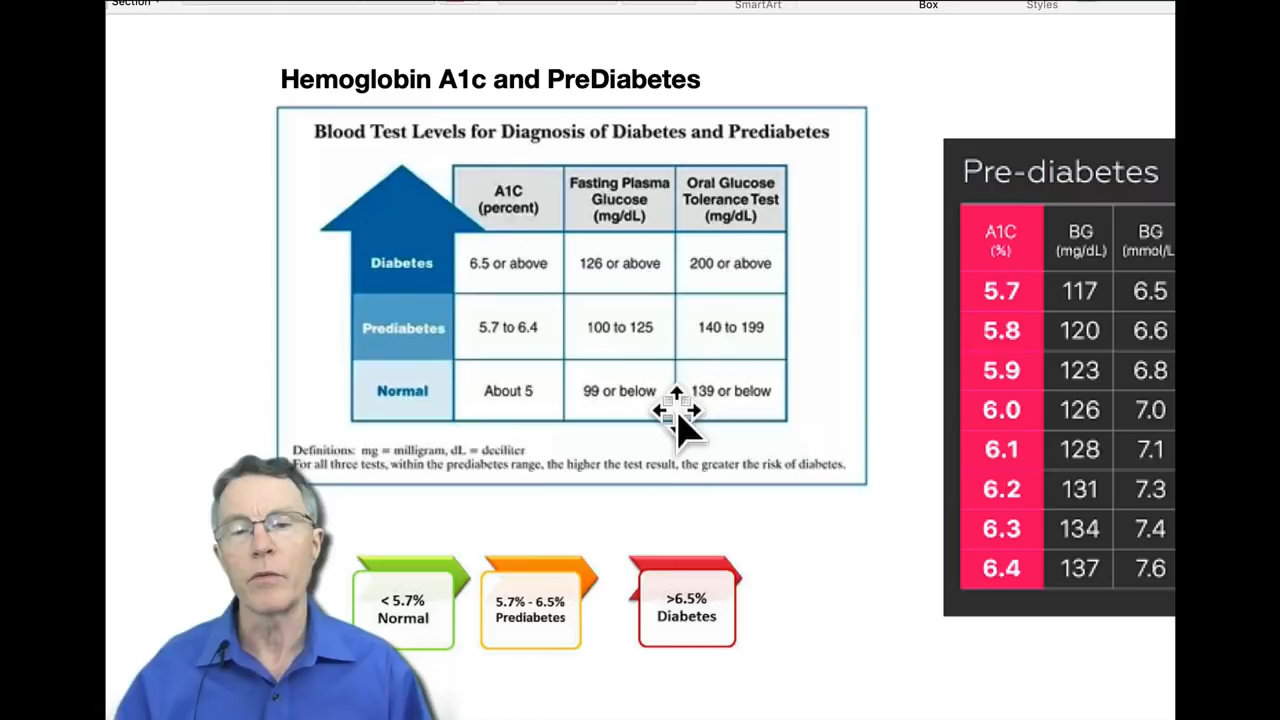 Section
SmartArt
Box
Styles
Hemoglobin A1c and PreDiabetes
Blood Test Levels for Diagnosis of Diabetes and Prediabetes
A1C
(percent)
Fasting Plasma
Glucose
(mg/dL)
Oral Glucose
Tolerance Test
(mg/dL)
Diabetes
6.5 or above
126 or above
200 or above
Prediabetes
5.7 to 6.4
100 to 125
140 to 199
Normal
About 5
99 or below
139 or below
Definitions: mg = milligram, dL = deciliter
For all three tests, within the prediabetes range, the higher the test result, the greater the risk of diabetes.
< 5.7%
Normal
5.7% - 6.5%
Prediabetes
>6.5%
Diabetes
Pre-diabetes
A1C
(%)
BG
(mg/dL)
BG
(mmol/L
5.7 117 6.5
5.8 120 6.6
5.9 123 6.8
6.0 126 7.0
6.1 128 7.1
6.2 131 7.3
6.3 134 7.4
6.4 137 7.6